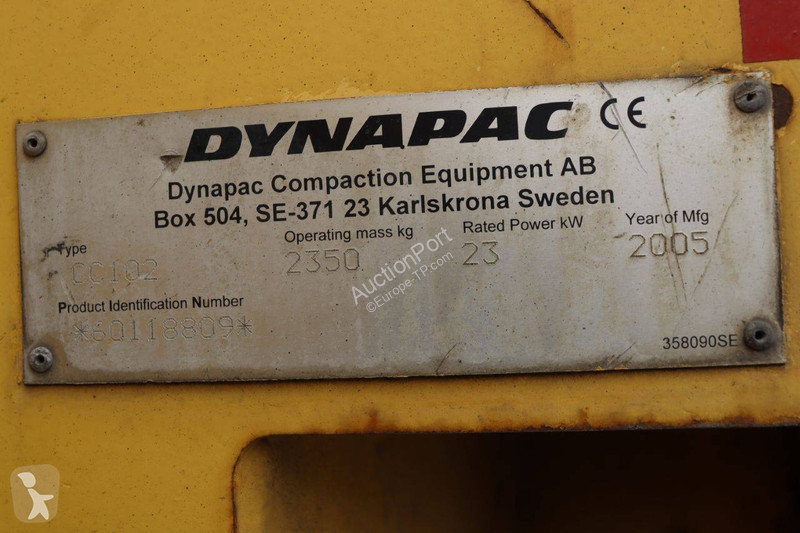 DYNAPAC CE
Dynapac Compaction Equipment AB
Box 504, SE-371 23 Karlskrona Sweden
Type Operating mass kg Rated Power kW Year of Mfg
CC102 2350 23 2005
Product Identification Number
*60118809*
358090SE
AuctionPort
©Europe-TP.com